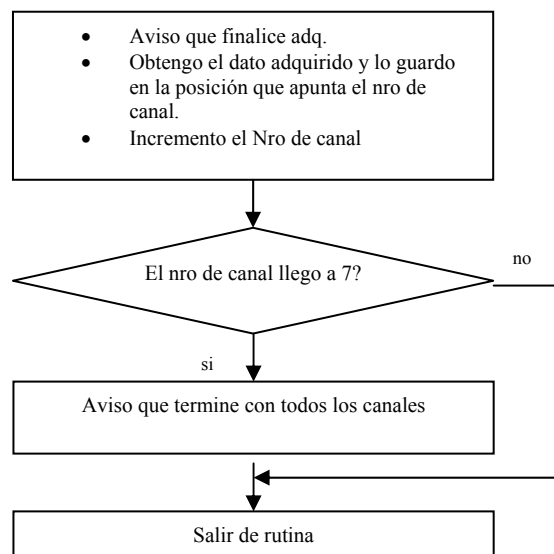 • Aviso que finalice adq.
• Obtengo el dato adquirido y lo guardo
en la posición que apunta el nro de
canal.
• Incremento el Nro de canal
El nro de canal llego a 7?
no
si
Aviso que termine con todos los canales
Salir de rutina